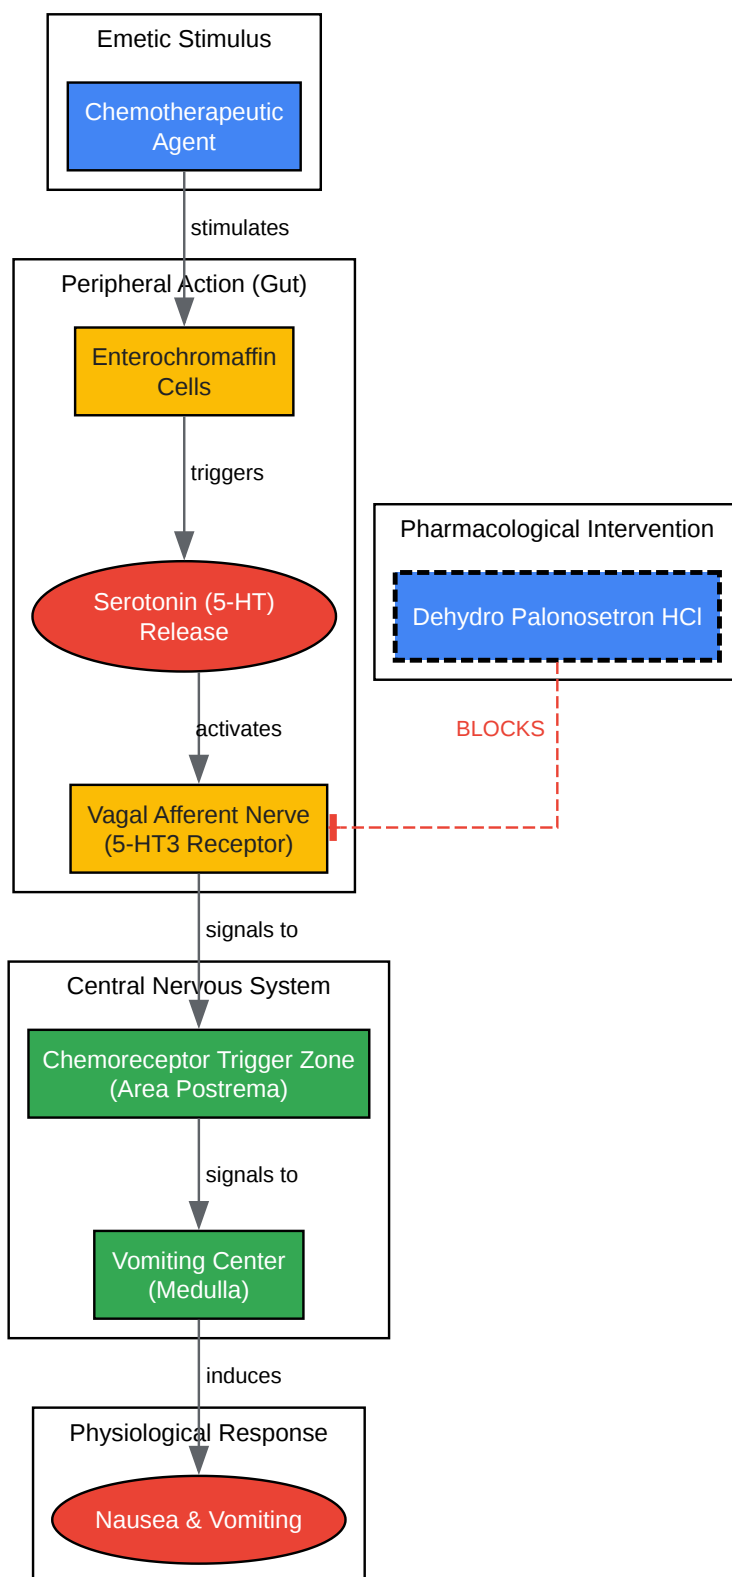 Emetic Stimulus
Chemotherapeutic
Agent
stimulates
Peripheral Action (Gut)
Enterochromaffin
Cells
triggers
Serotonin (5-HT)
Release
Pharmacological Intervention
Dehydro Palonosetron HCl
activates
BLOCKS
Vagal Afferent Nerve
(5-HT3 Receptor)
signals to
Central Nervous System
Chemoreceptor Trigger Zone
(Area Postrema)
signals to
Vomiting Center
(Medulla)
induces
Physiological Response
Nausea & Vomiting